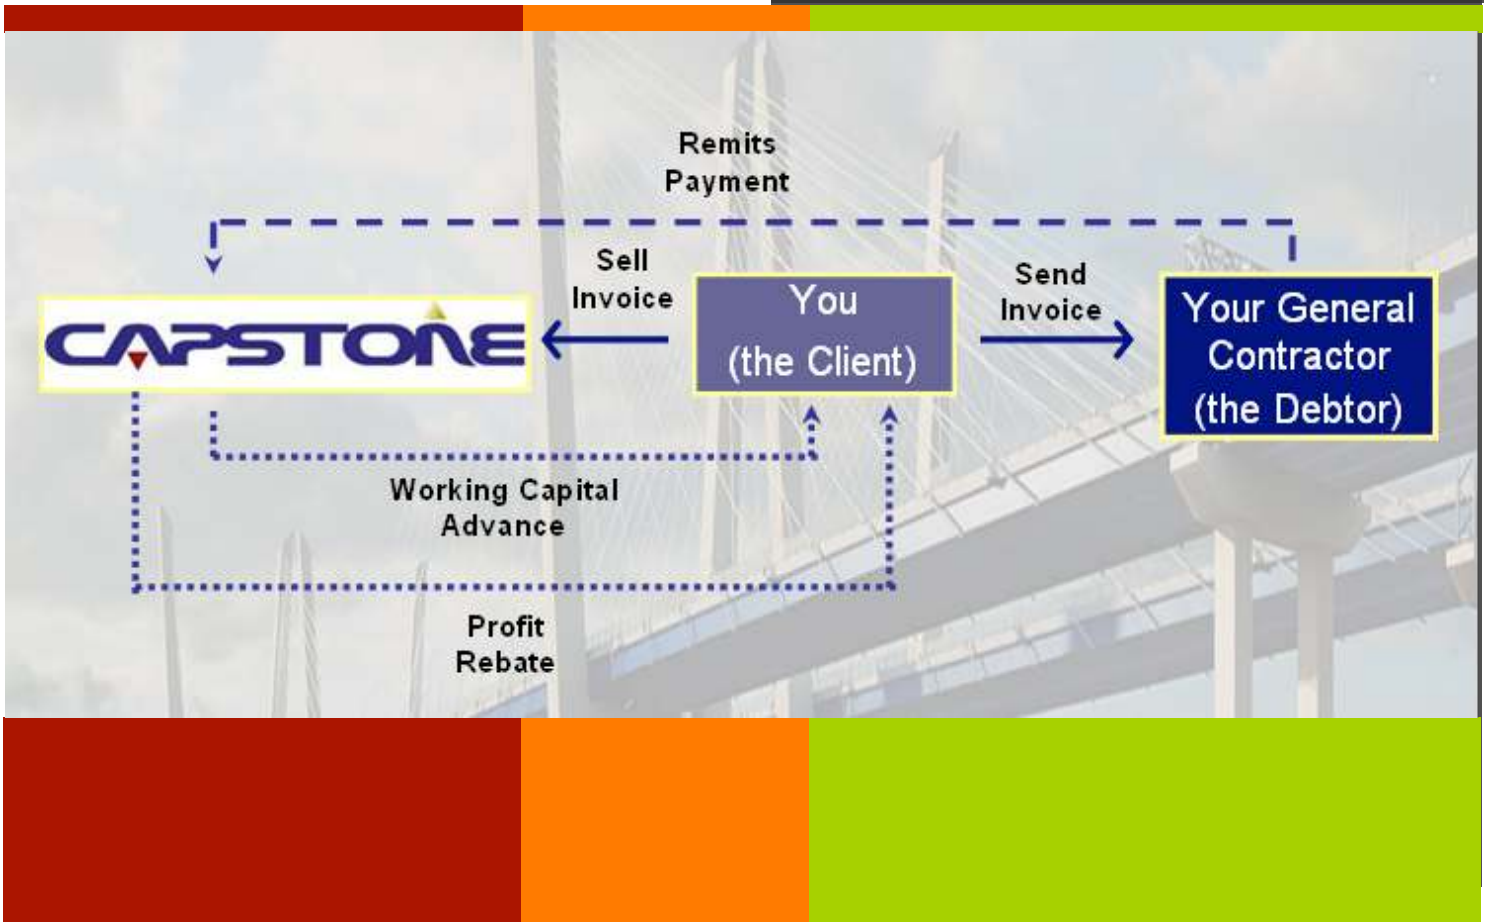 Remits
Payment
Sell
Invoice
Send
Invoice
CAPSTONE
You
(the Client)
Your General
Contractor
(the Debtor)
Working Capital
Advance
Profit
Rebate